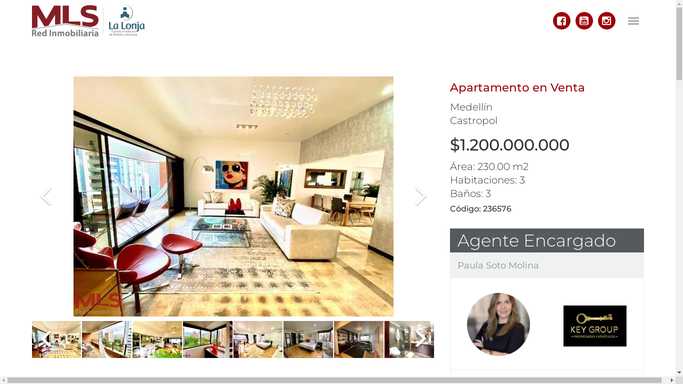 MLS
Red Inmobiliaria
La Lonja
Apartamento en Venta
Medellín
Castropol
$1.200.000.000
Área: 230.00 m2
Habitaciones: 3
Baños: 3
Código: 236576
Agente Encargado
Paula Soto Molina
MLS
KEY GROUP